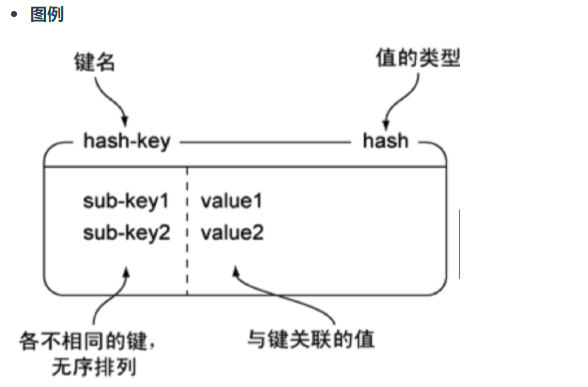 图例
键名
值的类型
hash-key
hash
sub-key1 value1
sub-key2 value2
各不相同的键，
无序排列
与键关联的值